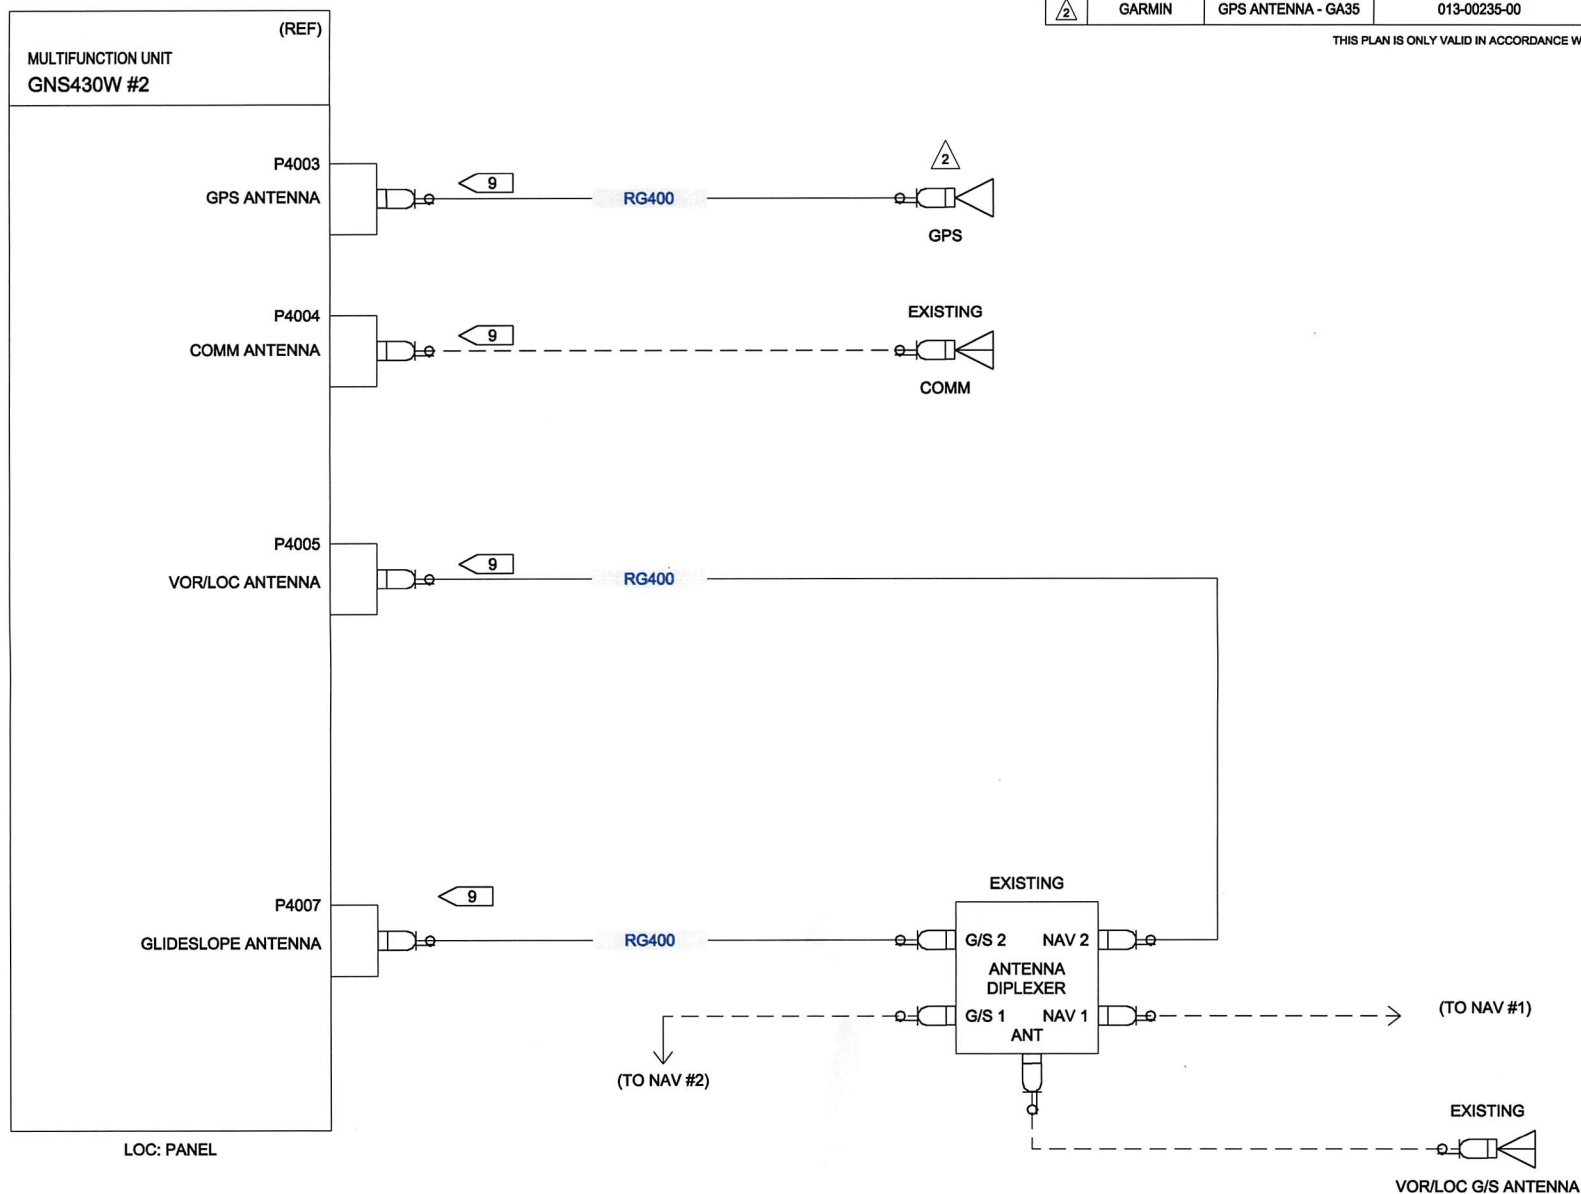 2 GARMIN GPS ANTENNA - GA35 013-00235-00
THIS PLAN IS ONLY VALID IN ACCORDANCE W
(REF)
MULTIFUNCTION UNIT
GNS430W #2
P4003
GPS ANTENNA
9
RG400
2
GPS
P4004
COMM ANTENNA
9
EXISTING
COMM
P4005
VOR/LOC ANTENNA
9
RG400
P4007
GLIDESLOPE ANTENNA
9
RG400
EXISTING
G/S 2 NAV 2
ANTENNA
DIPLEXER
G/S 1 NAV 1
ANT
(TO NAV #2)
(TO NAV #1)
EXISTING
VOR/LOC G/S ANTENNA
LOC: PANEL